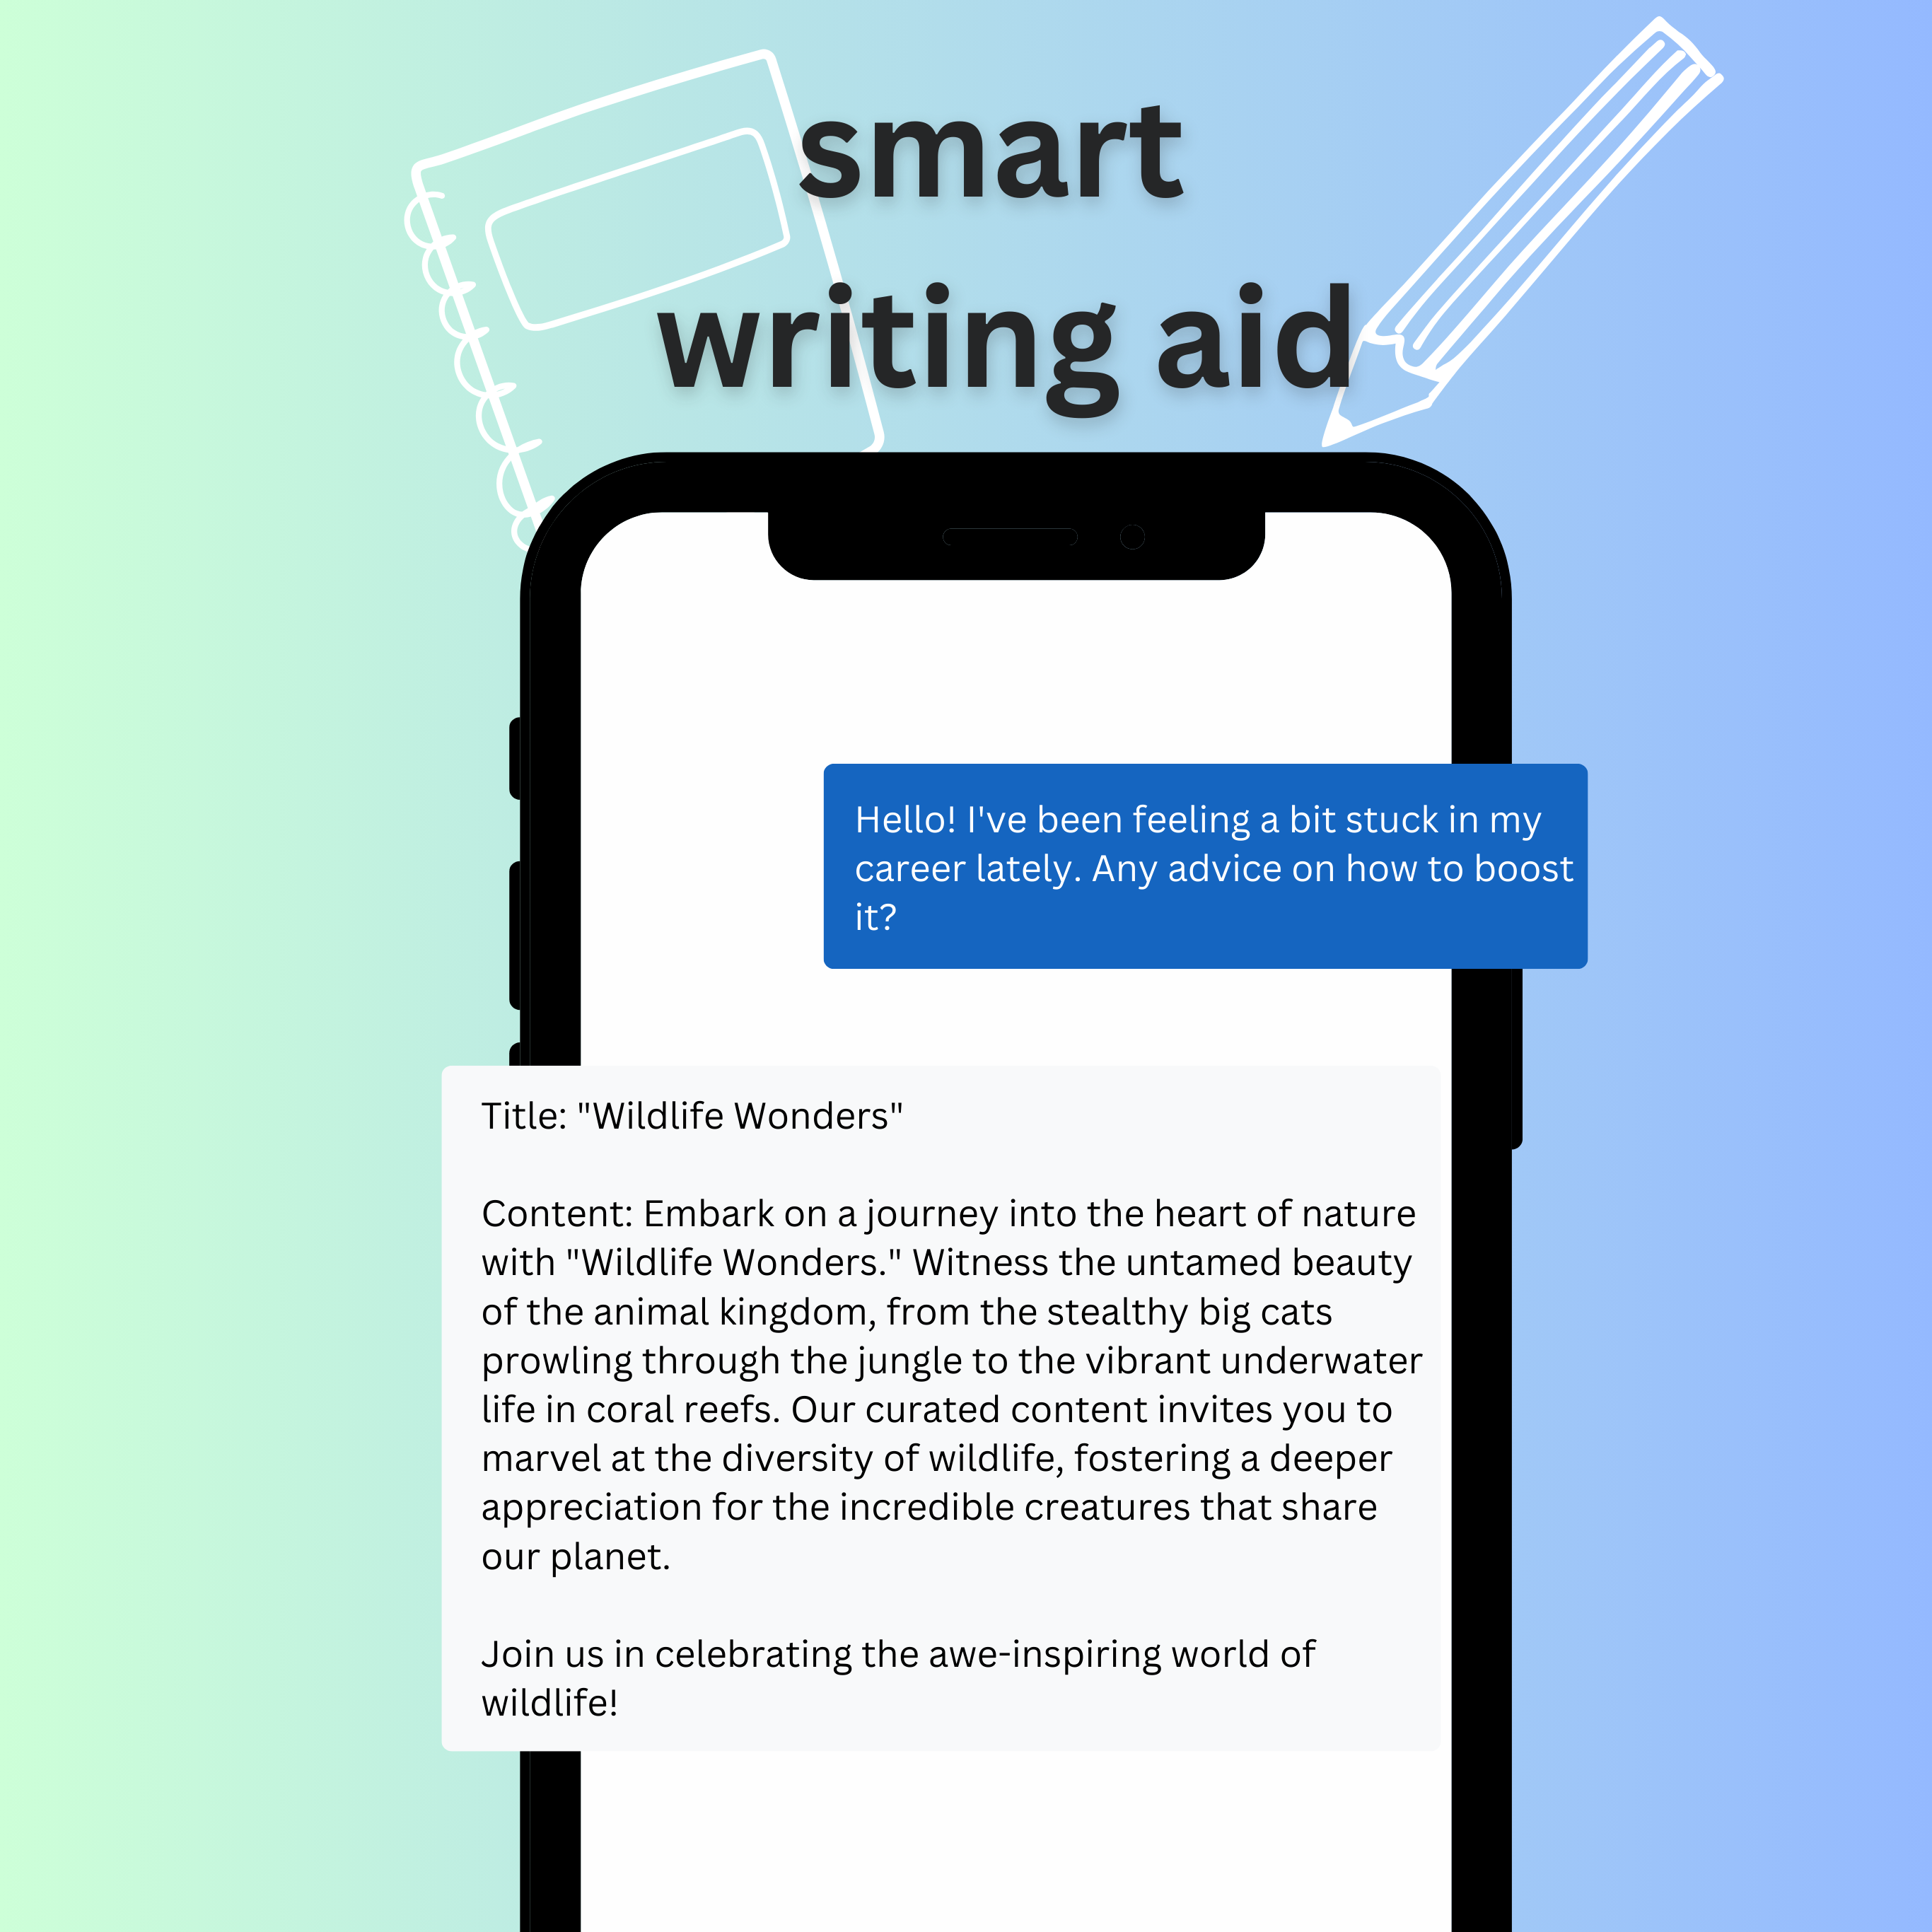 smart
writing aid
Hello! I've been feeling a bit stuck in my
career lately. Any advice on how to boost
it?
Title: "Wildlife Wonders"
Content: Embark on a journey into the heart of nature
with "Wildlife Wonders." Witness the untamed beauty
of the animal kingdom, from the stealthy big cats
prowling through the jungle to the vibrant underwater
life in coral reefs. Our curated content invites you to
marvel at the diversity of wildlife, fostering a deeper
appreciation for the incredible creatures that share
our planet.
Join us in celebrating the awe-inspiring world of
wildlife!